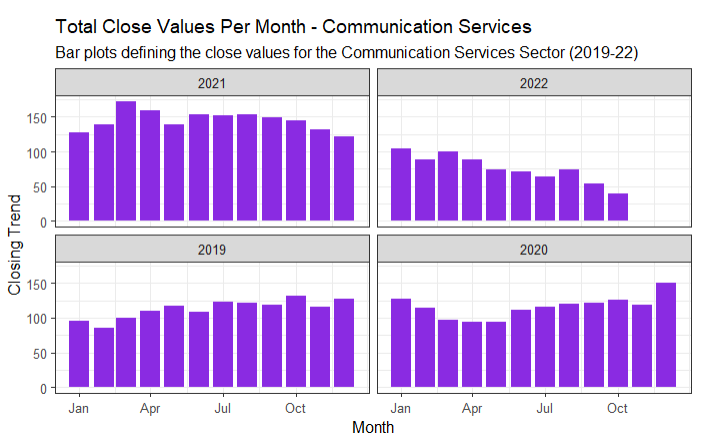 Total Close Values Per Month - Communication Services
Bar plots defining the close values for the Communication Services Sector (2019-22)
2021
2022
150
100
50
0
Closing Trend
2019
2020
150
100
50
0
Jan
Apr
Jul
Oct
Jan
Apr
Jul
Oct
Month